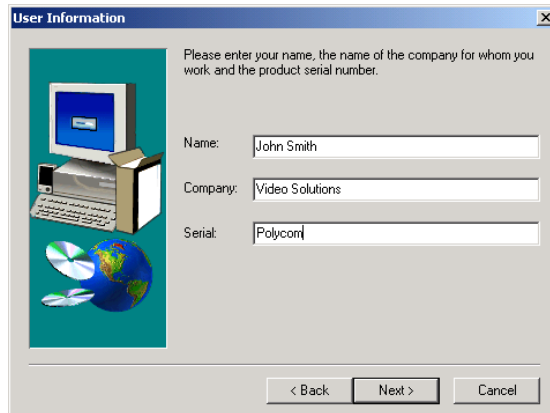 User Information
Please enter your name, the name of the company for whom you
work and the product serial number.
Name:
John Smith
Company:
Video Solutions
Serial:
Polycom
< Back
Next >
Cancel